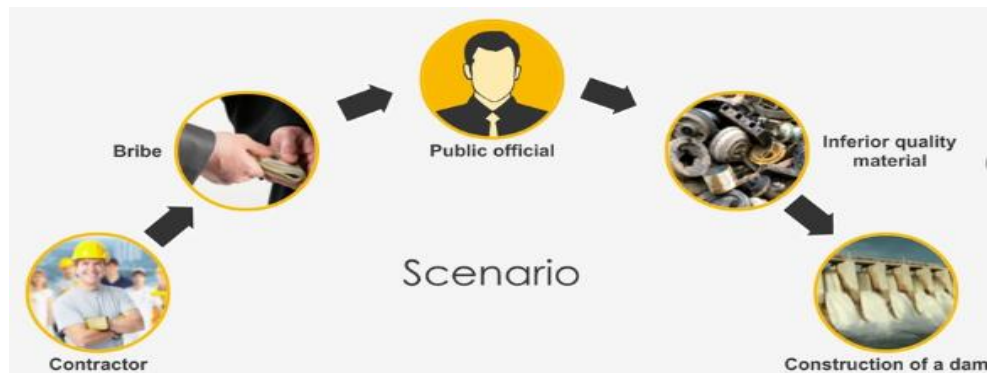 Bribe
Public official
Inferior quality
material
Scenario
Contractor
Construction of a dam